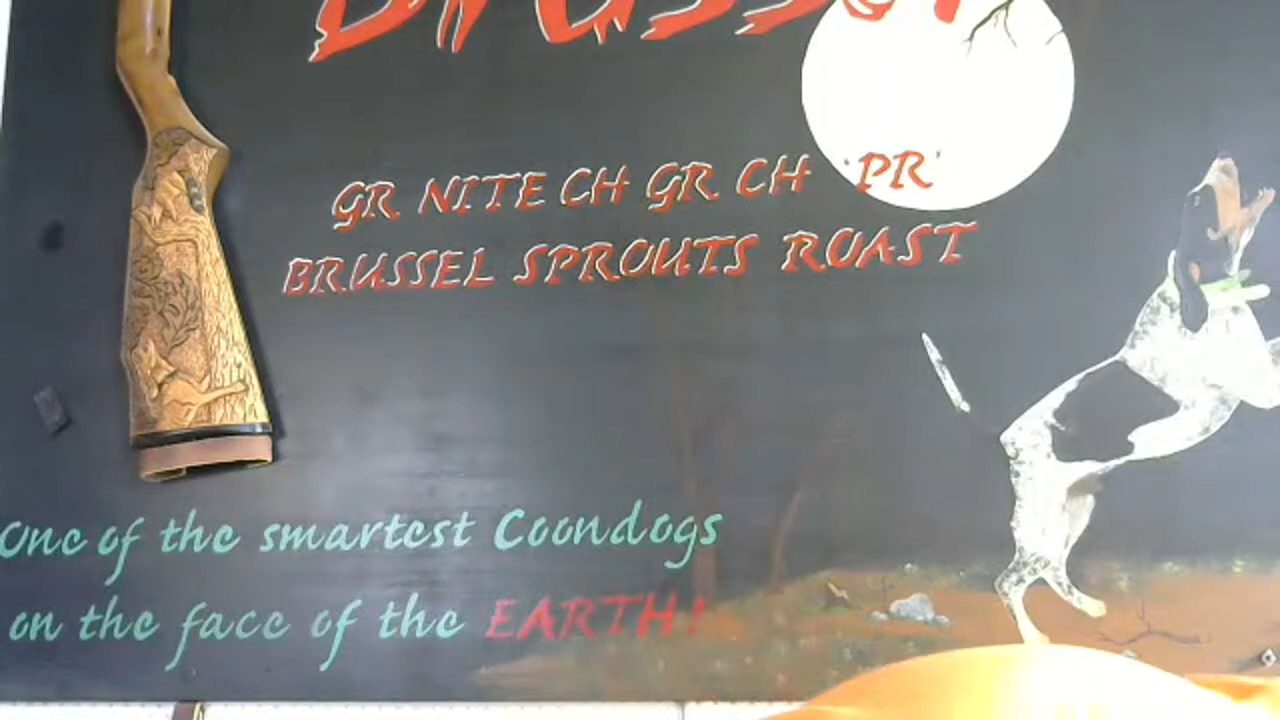 Brussel
GR NITE CH GR CH 'PR'
BRUSSEL SPROUTS ROAST
One of the smartest Coondogs
on the face of the EARTH!